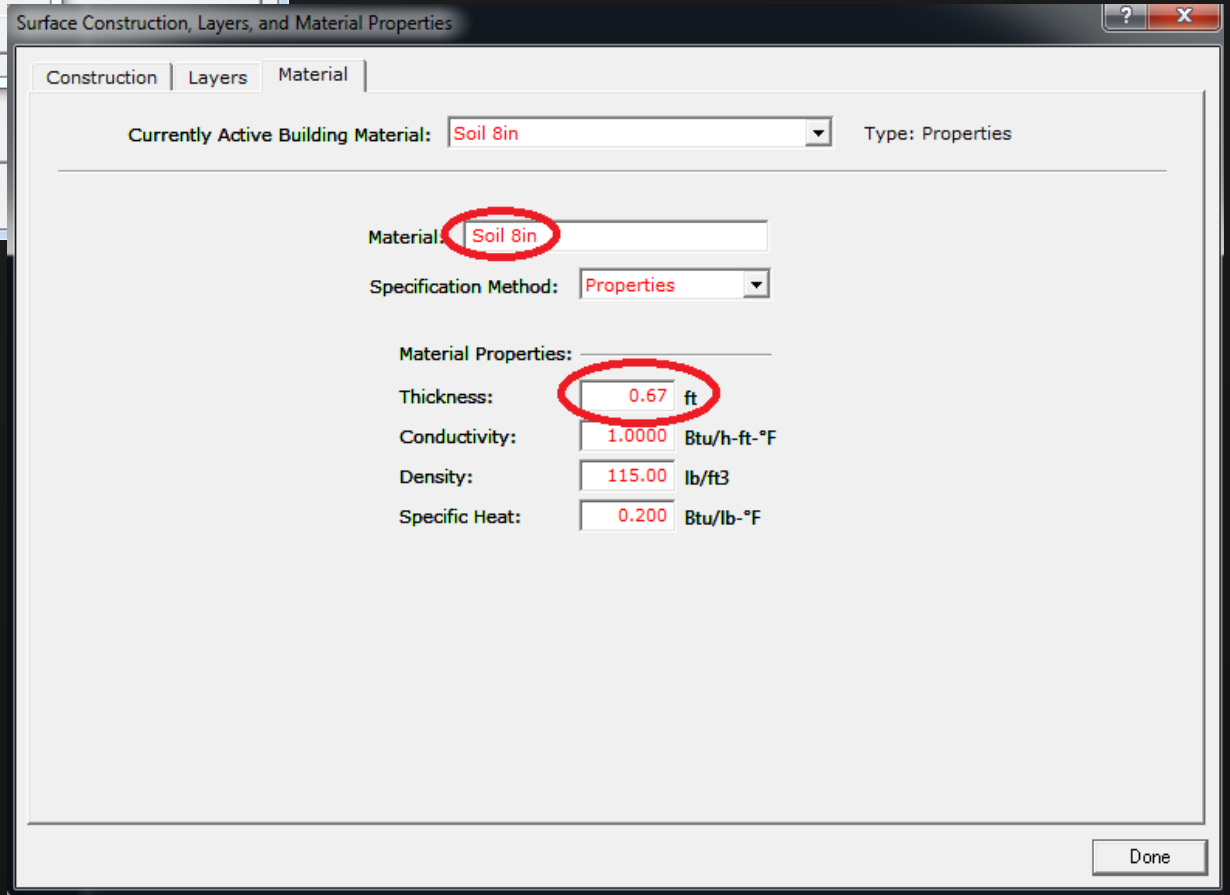 Surface Construction, Layers, and Material Properties
? X
Construction Layers Material
Currently Active Building Material: Soil 8in Type: Properties
Material: Soil 8in
Specification Method: Properties
Material Properties:
Thickness: 0.67 ft
Conductivity: 1.0000 Btu/h-ft-°F
Density: 115.00 lb/ft3
Specific Heat: 0.200 Btu/lb-°F
Done